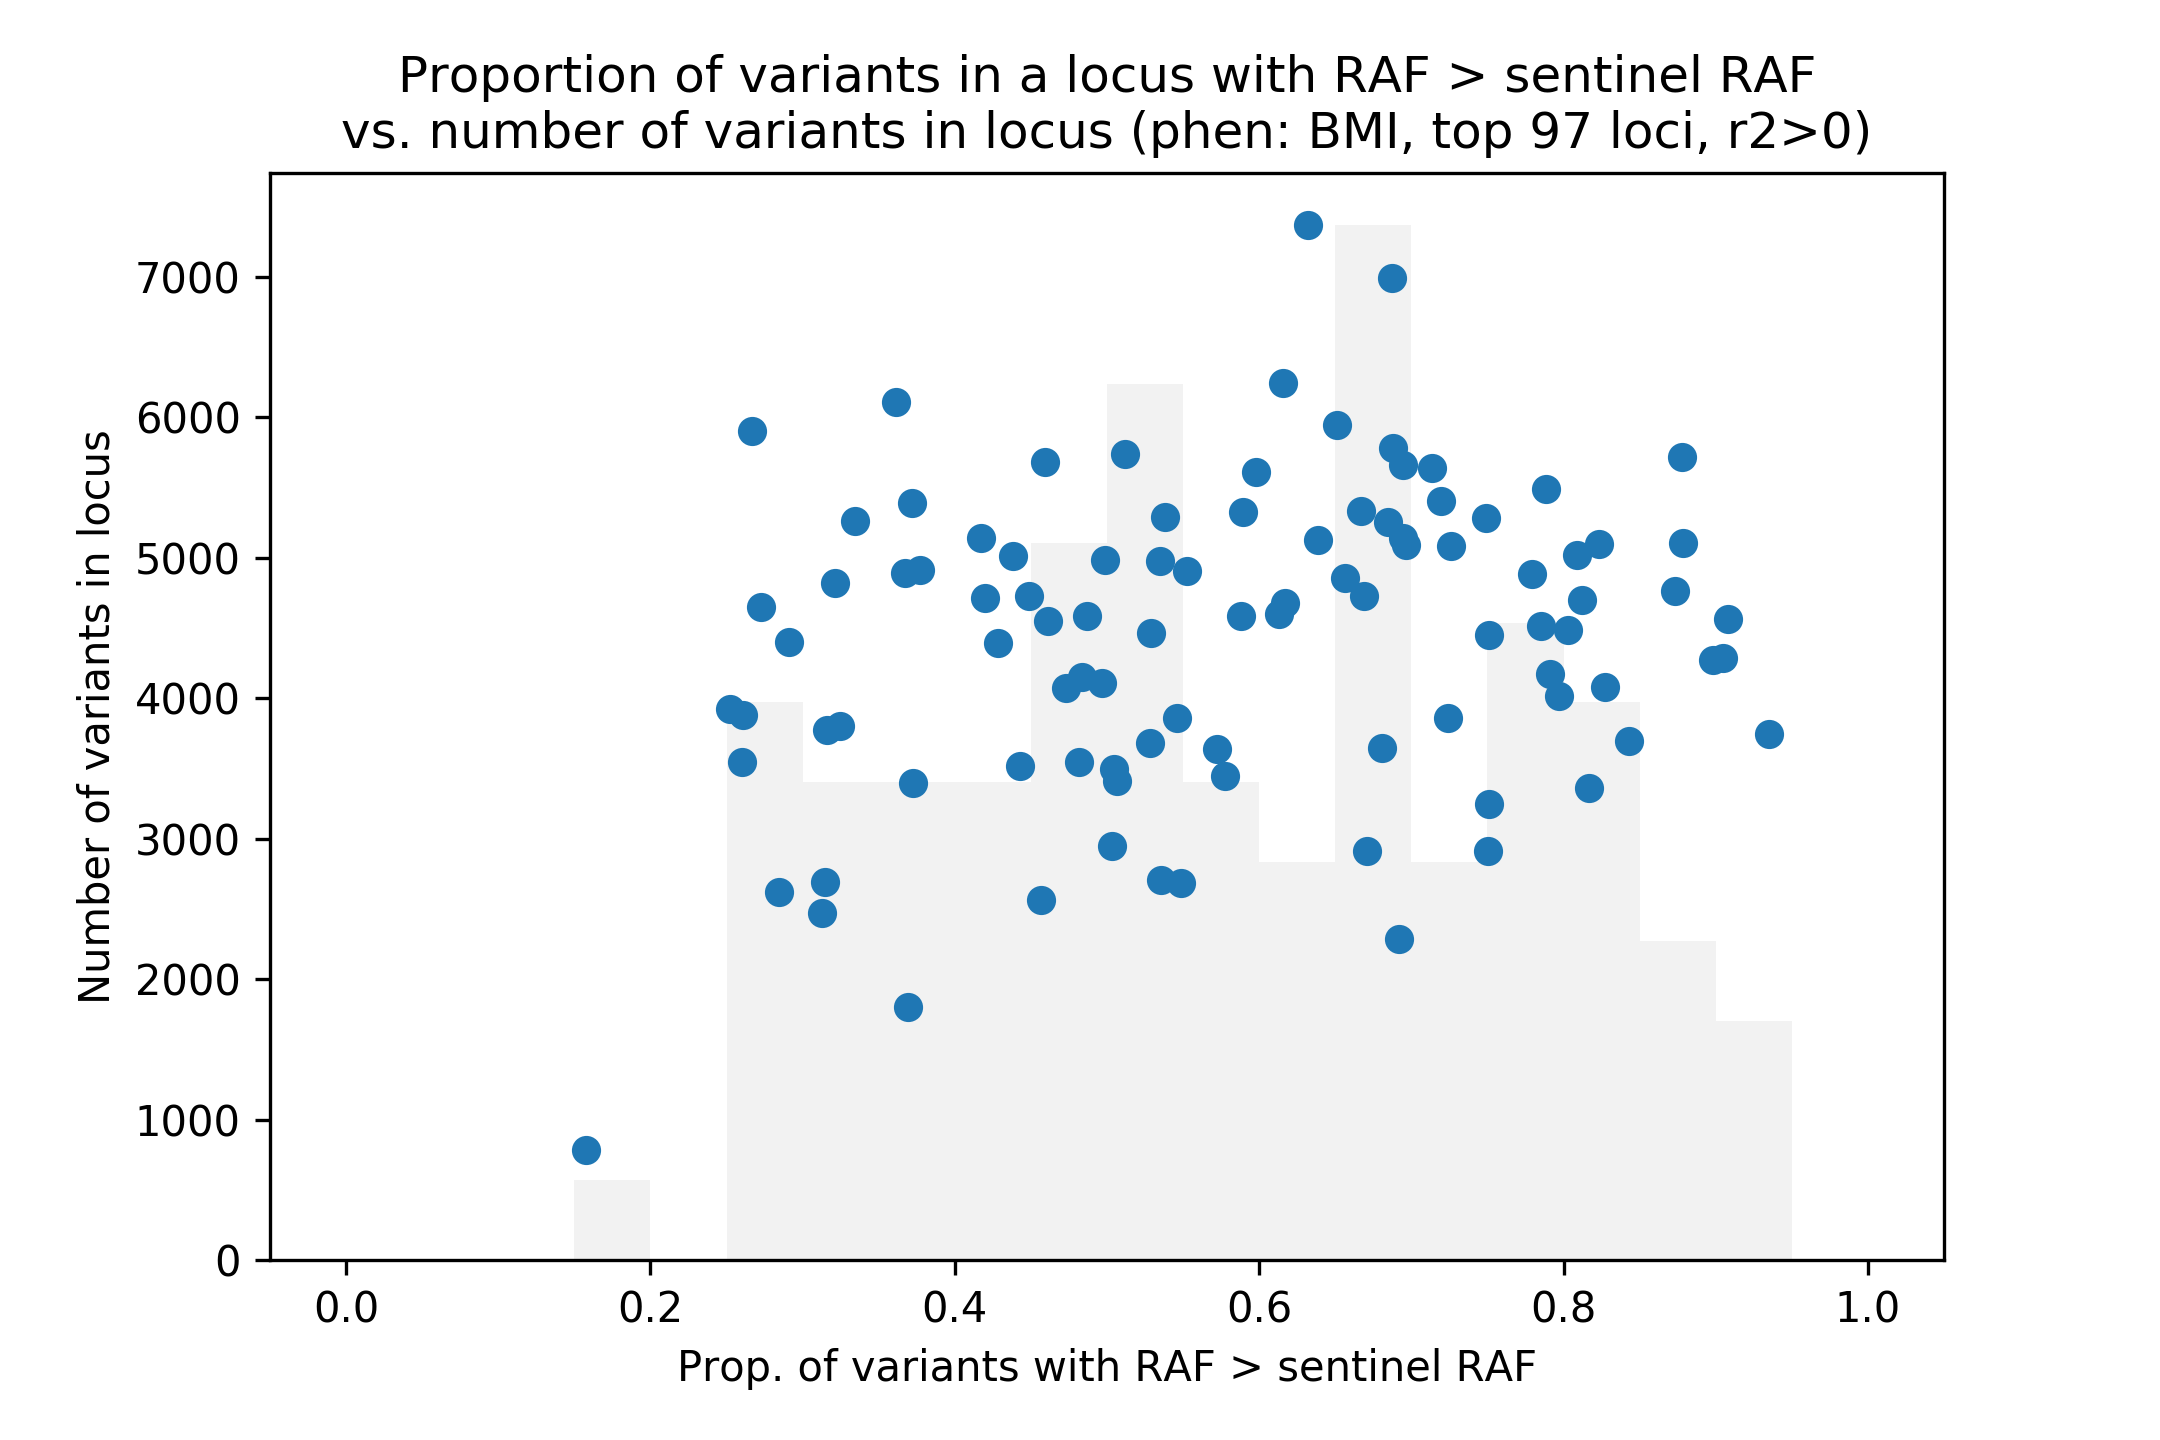 Proportion of variants in a locus with RAF > sentinel RAF
vs. number of variants in locus (phen: BMI, top 97 loci, r2>0)
Number of variants in locus
7000
6000
5000
4000
3000
2000
1000
0
0.0 0.2 0.4 0.6 0.8 1.0
Prop. of variants with RAF > sentinel RAF